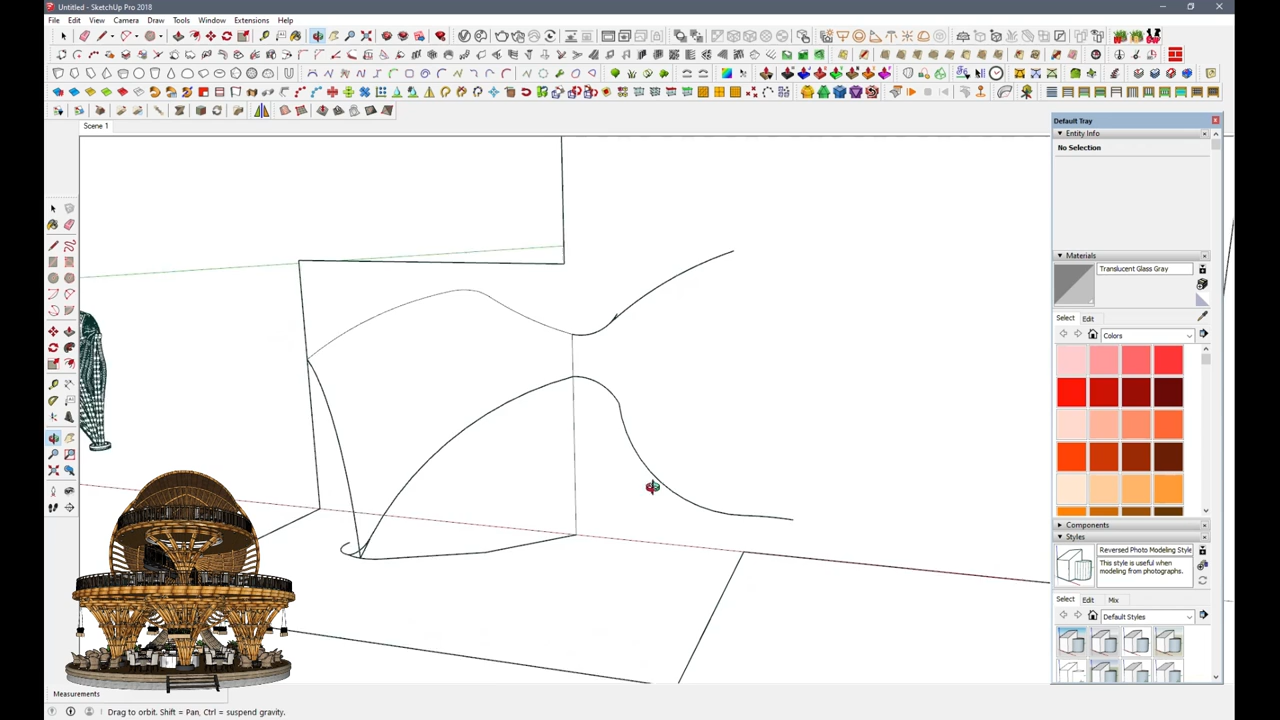 Untitled - SketchUp Pro 2018
File Edit View Camera Draw Tools Window Extensions Help
Scene 1
Default Tray
Entity Info
No Selection
Materials
Translucent Glass Gray
Select Edit
Colors
Components
Styles
Reversed Photo Modeling Style
This style is useful when
modeling from photographs.
Select Edit Mix
Default Styles
Measurements
Drag to orbit. Shift = Pan, Ctrl = suspend gravity.